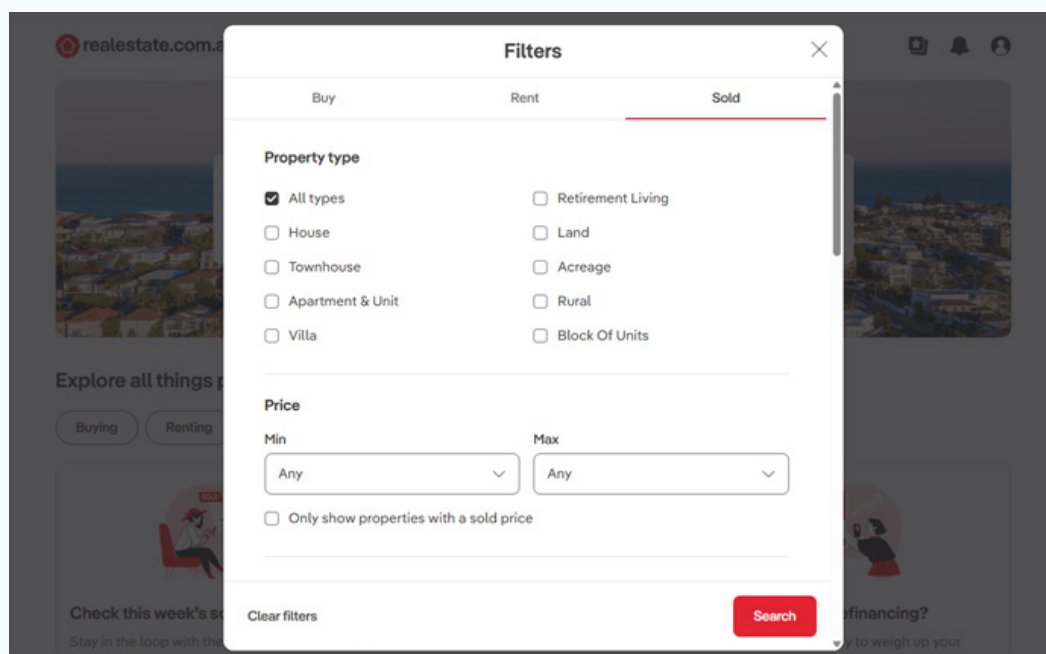 realestate.com.a
Filters
Buy
Rent
Sold
Property type
All types
Retirement Living
House
Land
Townhouse
Acreage
Apartment & Unit
Rural
Villa
Block Of Units
Explore all things p
Price
Buying
Renting
Min
Max
Any
Any
SOLD
Only show properties with a sold price
Check this week's so
efinancing?
Clear filters
Search
Stay in the loop with the
y to weigh up your